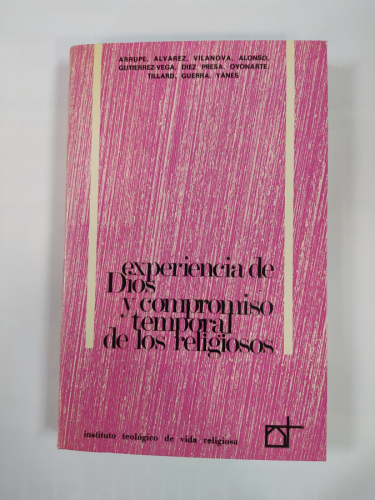 ARRUPE, ALVAREZ, VILANOVA, ALONSO,
GUTIERREZ-VEGA, DIEZ PRESA, OYONARTE,
TILLARD, GUERRA, YANES
experiencia de
Dios
y compromiso
temporal
de los religiosos
instituto teológico de vida religiosa